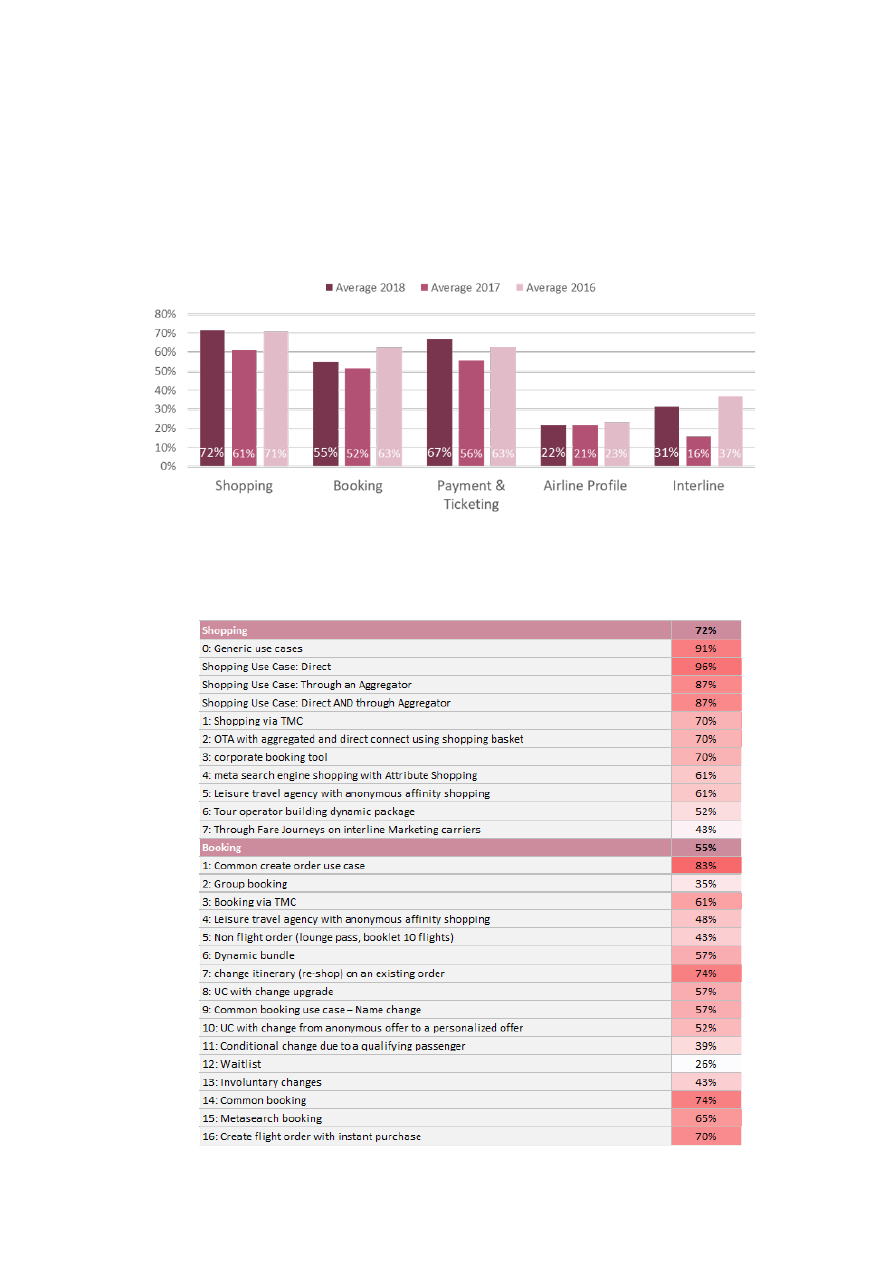 Average 2018 Average 2017 Average 2016
80%
70%
60%
50%
40%
30%
20%
10%
0%
72% 61% 71% 55% 52% 63% 67% 56% 63% 22% 21% 23% 31% 16% 37%
Shopping Booking Payment & Airline Profile Interline
Ticketing
Shopping 72%
0: Generic use cases 91%
Shopping Use Case: Direct 96%
Shopping Use Case: Through an Aggregator 87%
Shopping Use Case: Direct AND through Aggregator 87%
1: Shopping via TMC 70%
2: OTA with aggregated and direct connect using shopping basket 70%
3: corporate booking tool 70%
4: meta search engine shopping with Attribute Shopping 61%
5: Leisure travel agency with anonymous affinity shopping 61%
6: Tour operator building dynamic package 52%
7: Through Fare Journeys on interline Marketing carriers 43%
Booking 55%
1: Common create order use case 83%
2: Group booking 35%
3: Booking via TMC 61%
4: Leisure travel agency with anonymous affinity shopping 48%
5: Non flight order (lounge pass, booklet 10 flights) 43%
6: Dynamic bundle 57%
7: change itinerary (re-shop) on an existing order 74%
8: UC with change upgrade 57%
9: Common booking use case – Name change 57%
10: UC with change from anonymous offer to a personalized offer 52%
11: Conditional change due to a qualifying passenger 39%
12: Waitlist 26%
13: Involuntary changes 43%
14: Common booking 74%
15: Metasearch booking 65%
16: Create flight order with instant purchase 70%